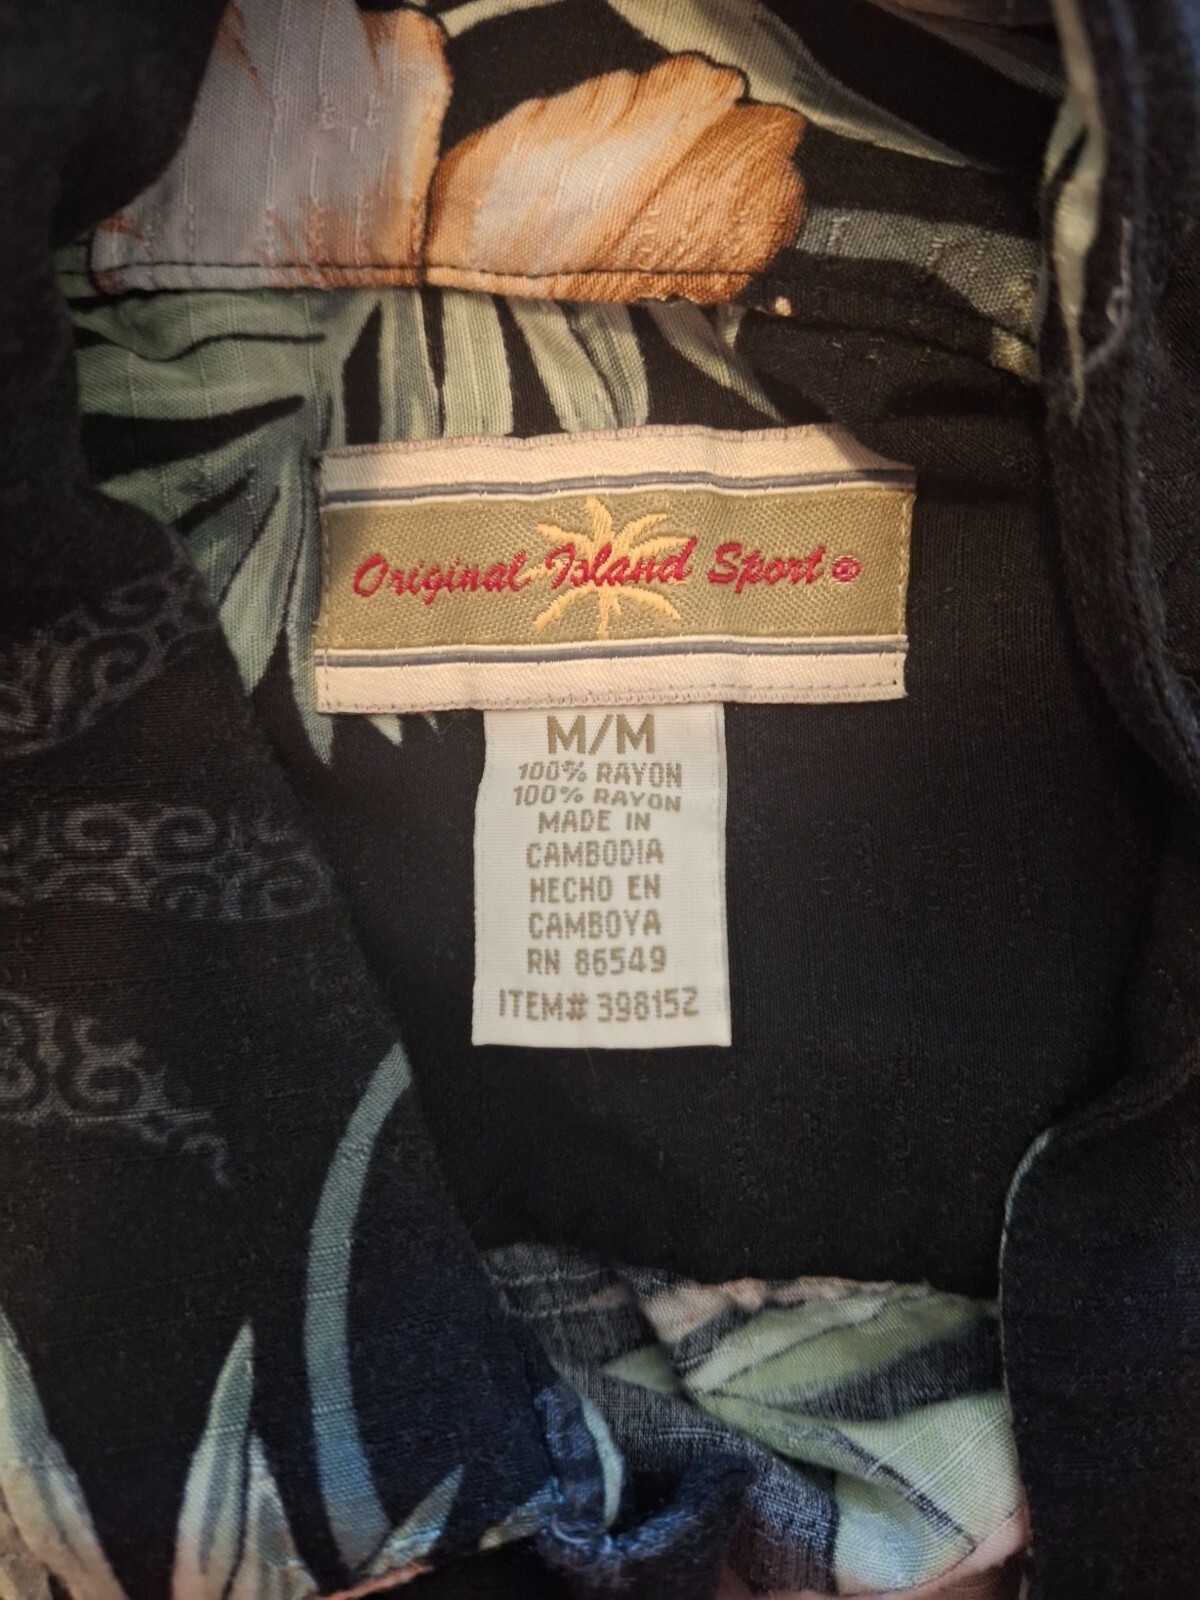 Original Island Sport ®
M/M
100% RAYON
100% RAYON
MADE IN
CAMBODIA
HECHO EN
CAMBOYA
RN 86549
ITEM# 398152